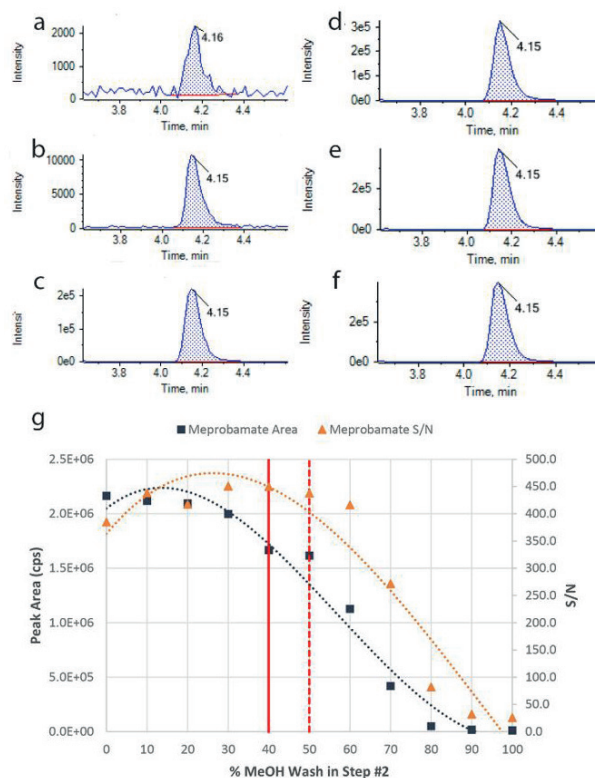 a
2000
4.16
1000
0
Intensity
3.8
4.0
4.2
4.4
Time, min
b
10000
4.15
5000
0
Intensity
3.8
4.0
4.2
4.4
Time, min
c
2e5
4.15
1e5
0e0
Intensi
3.8
4.0
4.2
4.4
Time, min
d
3e5
4.15
2e5
1e5
0e0
Intensity
3.8
4.0
4.2
4.4
Time, min
e
4.15
2e5
0e0
Intensity
3.8
4.0
4.2
4.4
Time, min
f
4.15
2e5
0e0
Intensity
3.8
4.0
4.2
4.4
Time, min
g
Meprobamate Area
Meprobamate S/N
2.5E+06
2.0E+06
1.5E+06
1.0E+06
5.0E+05
0.0E+00
Peak Area (cps)
500.0
450.0
400.0
350.0
300.0
250.0
200.0
150.0
100.0
50.0
0.0
S/N
0
10
20
30
40
50
60
70
80
90
100
% MeOH Wash in Step #2